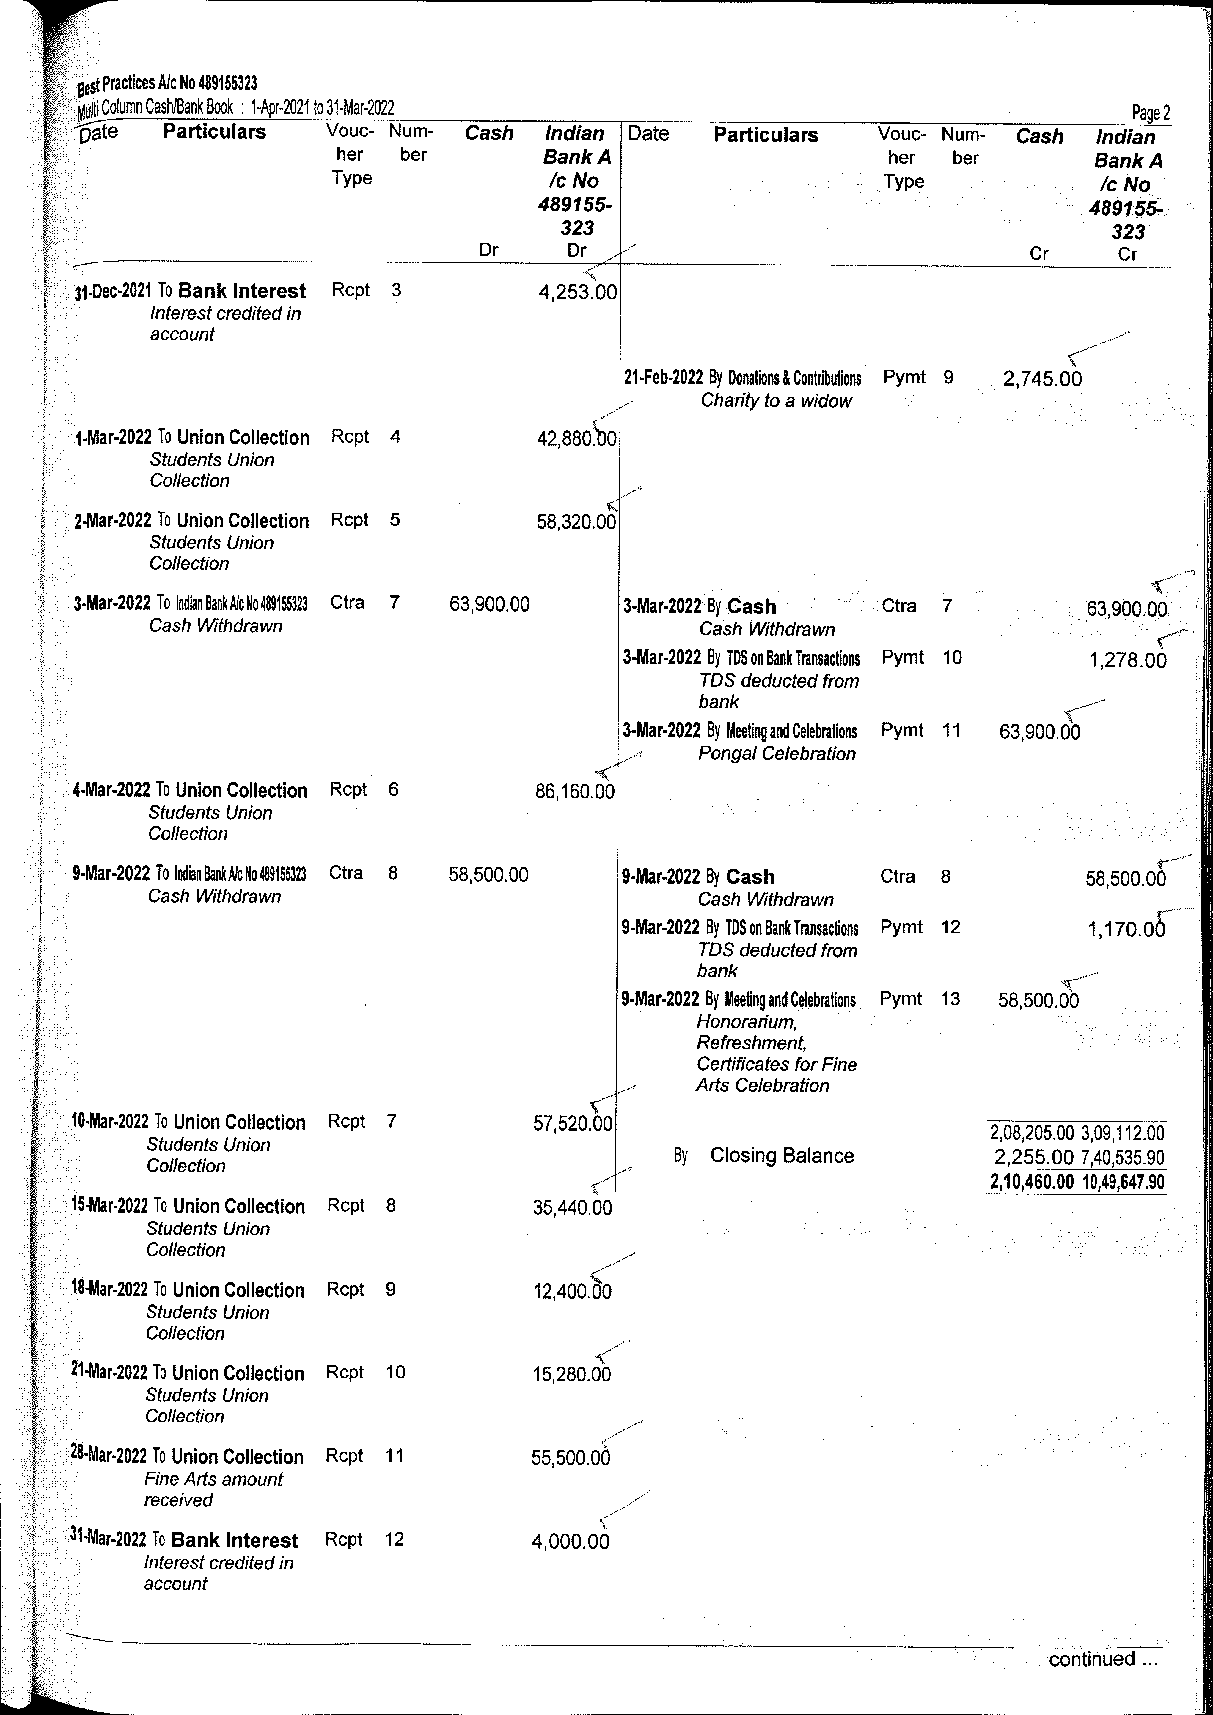 Best Practices A/c No 489155323
Multi Column Cash/Bank Book : 1-Apr-2021 to 31-Mar-2022
Page 2
Date Particulars Vouc- Num- Cash Indian Date Particulars Vouc- Num- Cash Indian
her ber Bank A her ber Bank A
Type /c No Type /c No
489155- 489155-
323 323
Dr Dr Cr Cr
31-Dec-2021 To Bank Interest Rcpt 3 4,253.00
Interest credited in
account
21-Feb-2022 By Donations & Contributions Pymt 9 2,745.00
Charity to a widow
1-Mar-2022 To Union Collection Rcpt 4 42,880.00
Students Union
Collection
2-Mar-2022 To Union Collection Rcpt 5 58,320.00
Students Union
Collection
3-Mar-2022 To Indian Bank A/c No 489155323 Ctra 7 63,900.00 3-Mar-2022 By Cash Ctra 7 63,900.00
Cash Withdrawn Cash Withdrawn
3-Mar-2022 By TDS on Bank Transactions Pymt 10 1,278.00
TDS deducted from
bank
3-Mar-2022 By Meeting and Celebrations Pymt 11 63,900.00
Pongal Celebration
4-Mar-2022 To Union Collection Rcpt 6 86,160.00
Students Union
Collection
9-Mar-2022 To Indian Bank A/c No 489155323 Ctra 8 58,500.00 9-Mar-2022 By Cash Ctra 8 58,500.00
Cash Withdrawn Cash Withdrawn
9-Mar-2022 By TDS on Bank Transactions Pymt 12 1,170.00
TDS deducted from
bank
9-Mar-2022 By Meeting and Celebrations Pymt 13 58,500.00
Honorarium,
Refreshment,
Certificates for Fine
Arts Celebration
10-Mar-2022 To Union Collection Rcpt 7 57,520.00
Students Union
Collection
2,08,205.00 3,09,112.00
By Closing Balance 2,255.00 7,40,535.90
2,10,460.00 10,49,647.90
15-Mar-2022 To Union Collection Rcpt 8 35,440.00
Students Union
Collection
18-Mar-2022 To Union Collection Rcpt 9 12,400.00
Students Union
Collection
21-Mar-2022 To Union Collection Rcpt 10 15,280.00
Students Union
Collection
28-Mar-2022 To Union Collection Rcpt 11 55,500.00
Fine Arts amount
received
31-Mar-2022 To Bank Interest Rcpt 12 4,000.00
Interest credited in
account
continued ...